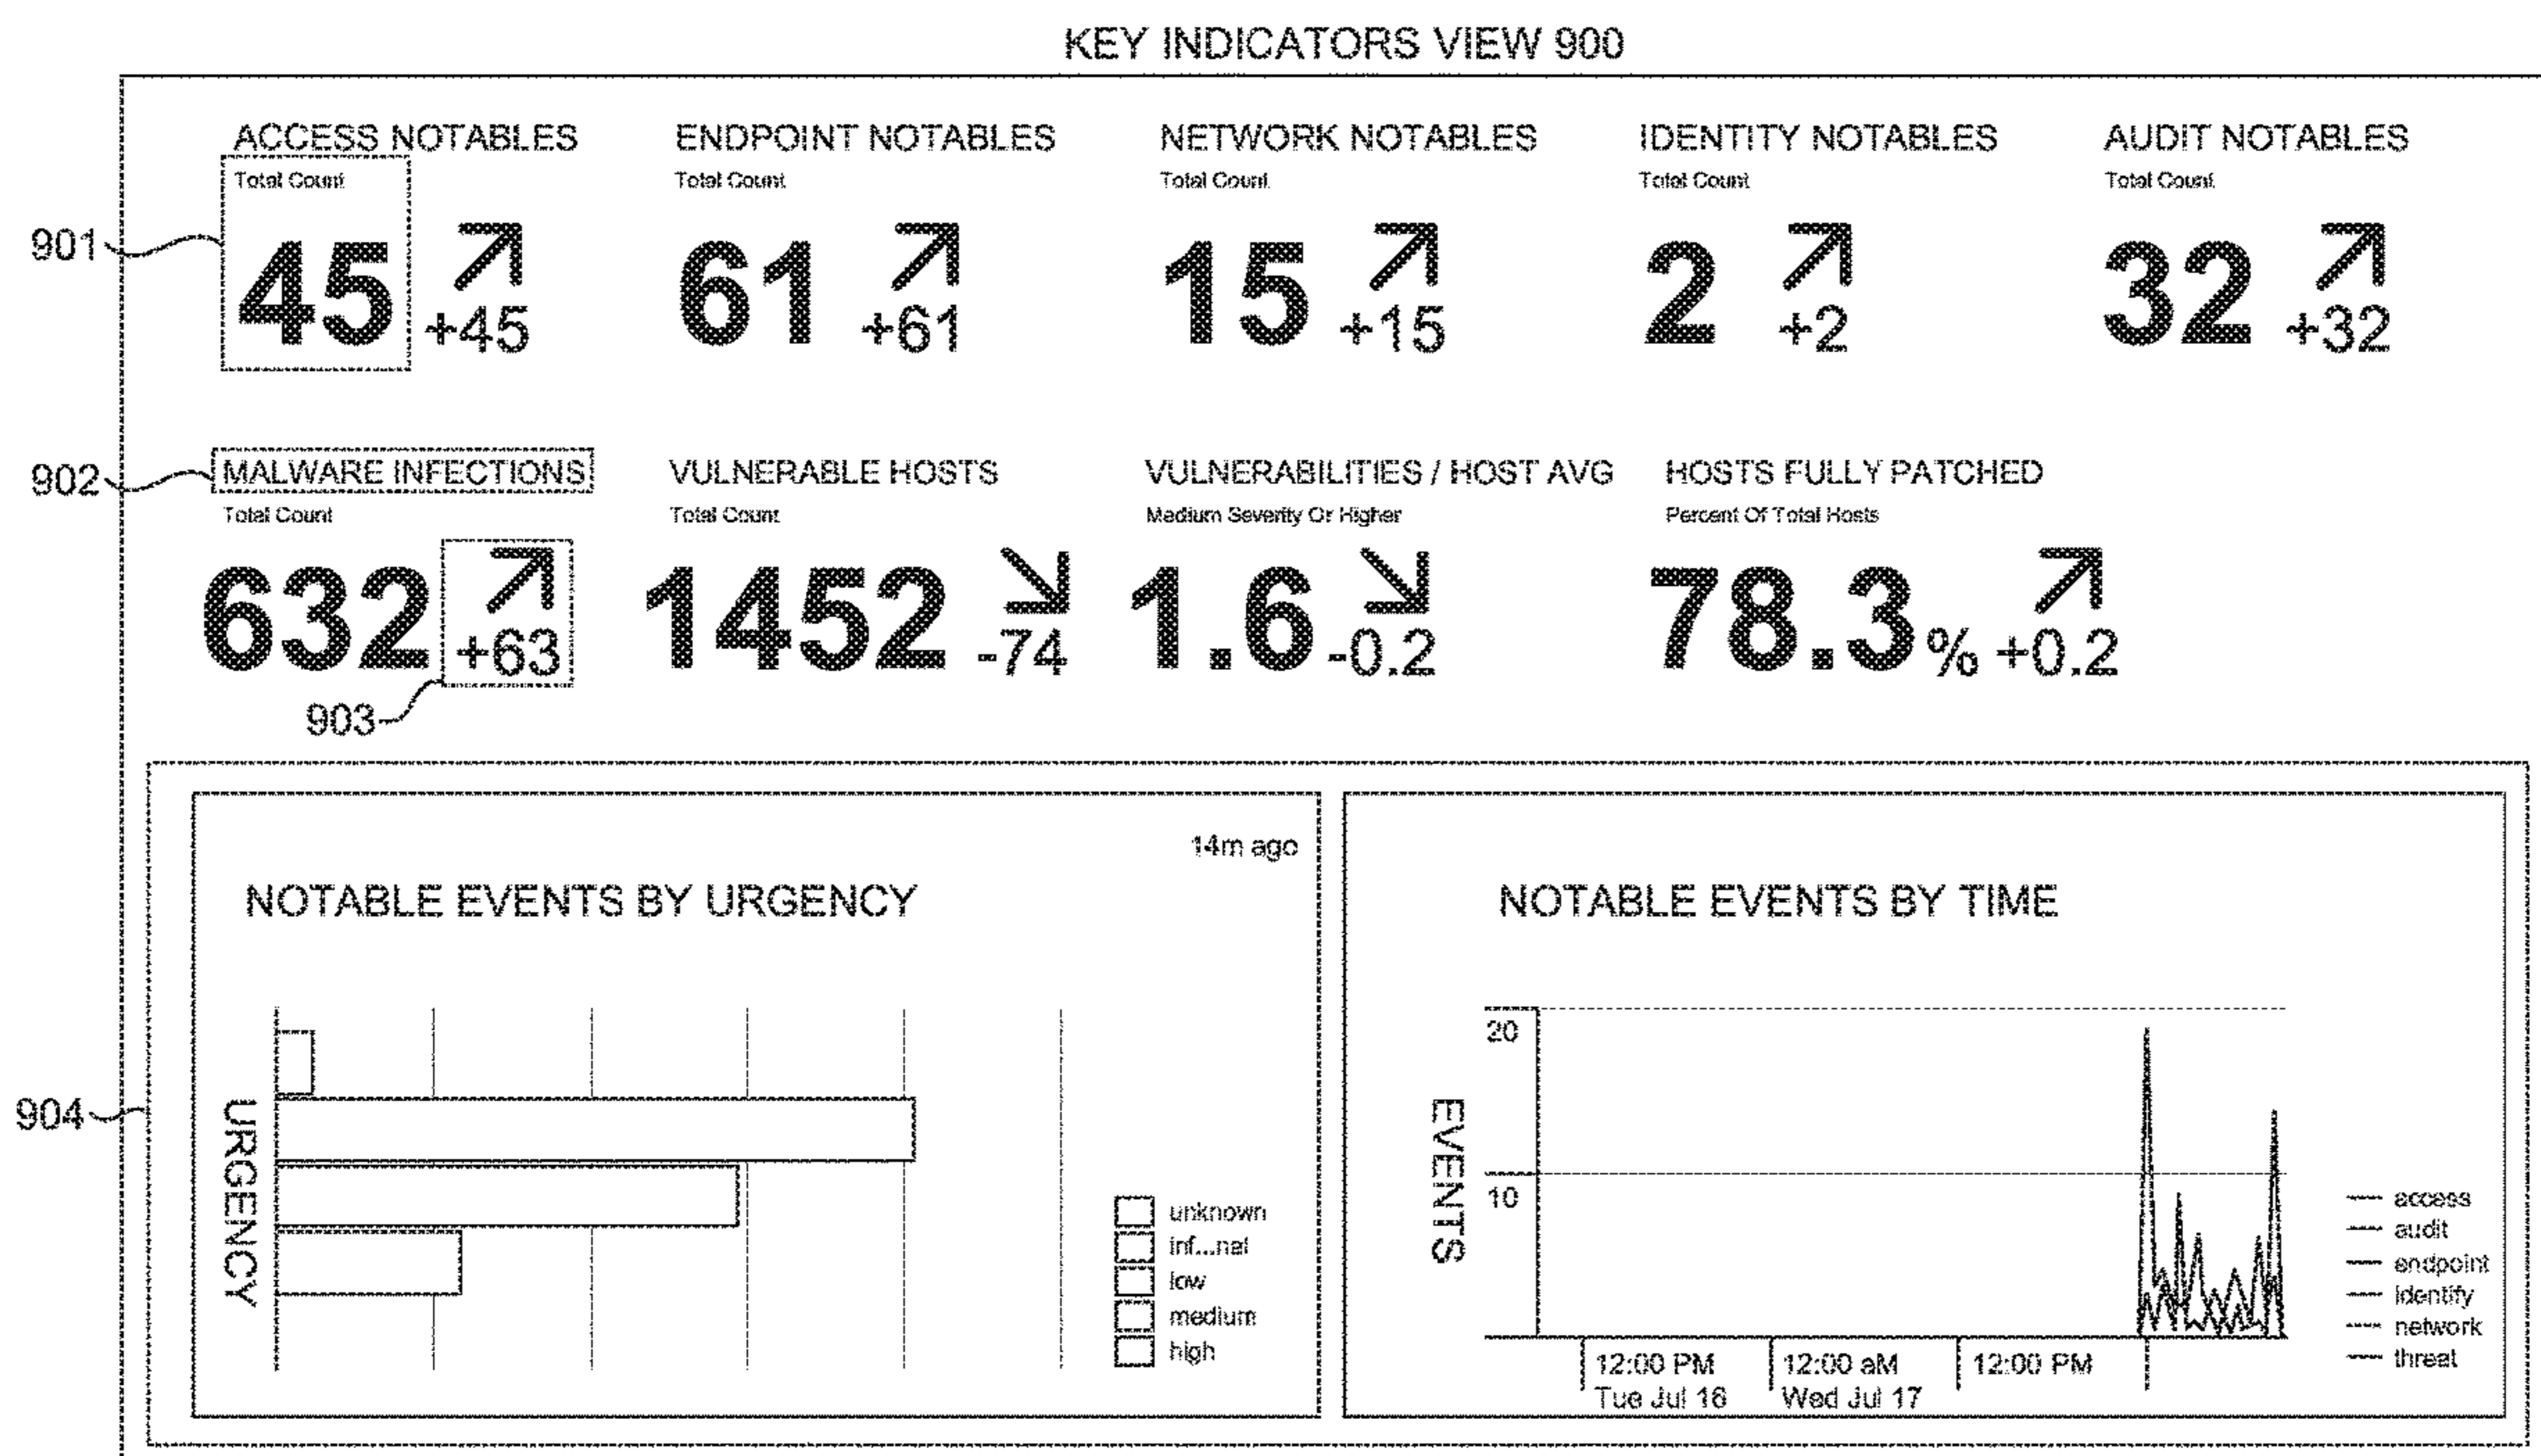 KEY INDICATORS VIEW 900
ACCESS NOTABLES
Total Count
45
+45
ENDPOINT NOTABLES
Total Count
61
+61
NETWORK NOTABLES
Total Count
15
+15
IDENTITY NOTABLES
Total Count
2
+2
AUDIT NOTABLES
Total Count
32
+32
901
902
MALWARE INFECTIONS
Total Count
632
+63
903
VULNERABLE HOSTS
Total Count
1452
-74
VULNERABILITIES / HOST AVG
Medium Severity Or Higher
1.6
-0.2
HOSTS FULLY PATCHED
Percent Of Total Hosts
78.3 %
+0.2
904
14m ago
NOTABLE EVENTS BY URGENCY
URGENCY
unknown
inf...nal
low
medium
high
NOTABLE EVENTS BY TIME
EVENTS
20
10
12:00 PM
Tue Jul 16
12:00 aM
Wed Jul 17
12:00 PM
access
audit
endpoint
identify
network
threat